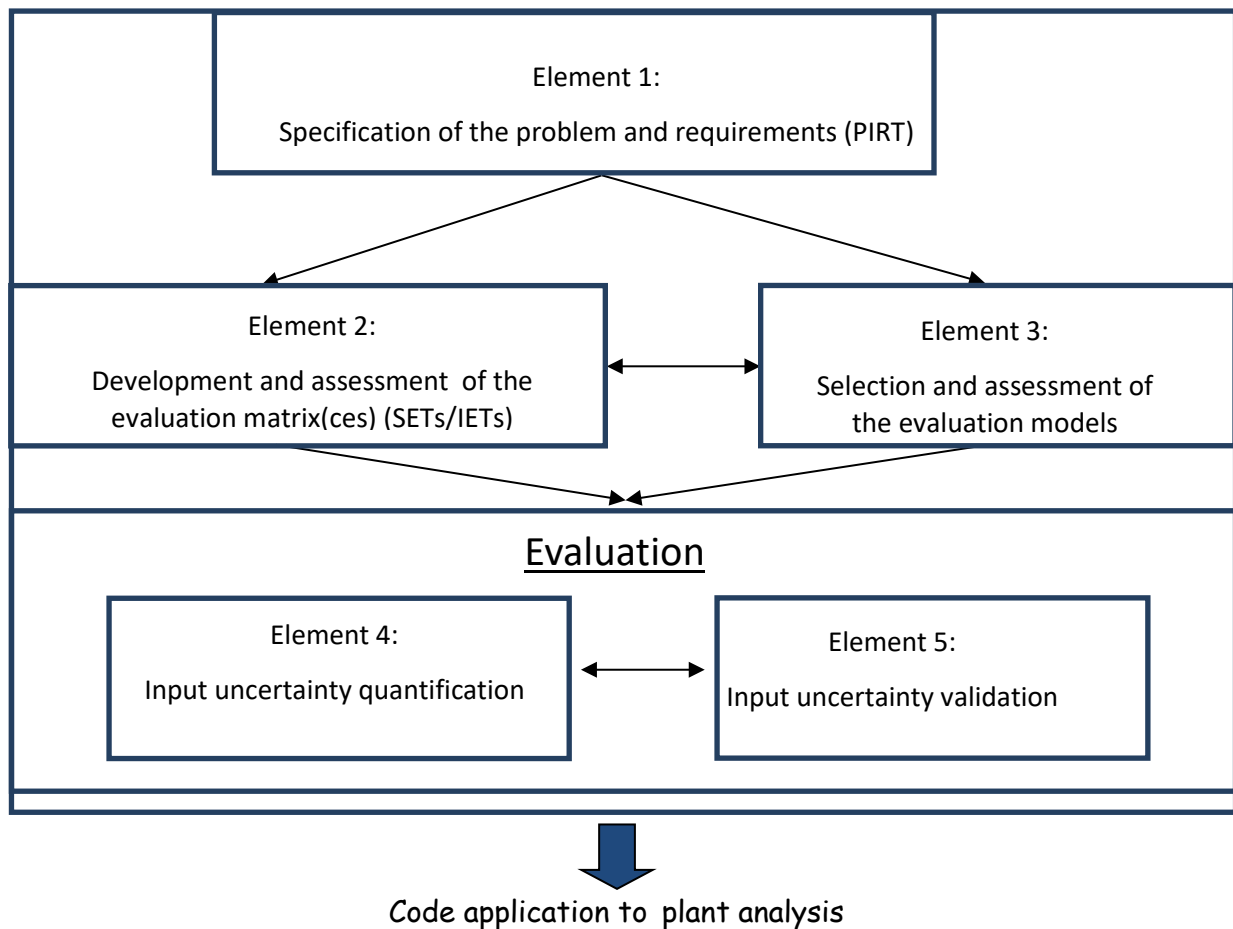 Element 1:
Specification of the problem and requirements (PIRT)
Element 2:
Development and assessment of the
evaluation matrix(ces) (SETs/IETs)
Element 3:
Selection and assessment of
the evaluation models
Evaluation
Element 4:
Input uncertainty quantification
Element 5:
Input uncertainty validation
Code application to plant analysis